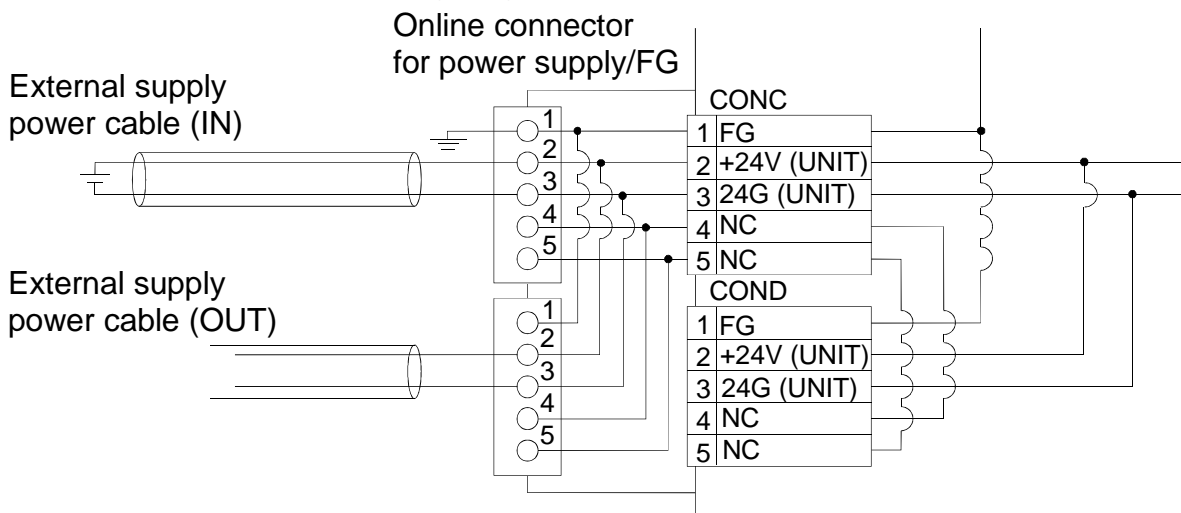 Online connector
for power supply/FG
External supply
power cable (IN)
1
2
3
4
5
CONC
1 FG
2 +24V (UNIT)
3 24G (UNIT)
4 NC
5 NC
External supply
power cable (OUT)
1
2
3
4
5
COND
1 FG
2 +24V (UNIT)
3 24G (UNIT)
4 NC
5 NC